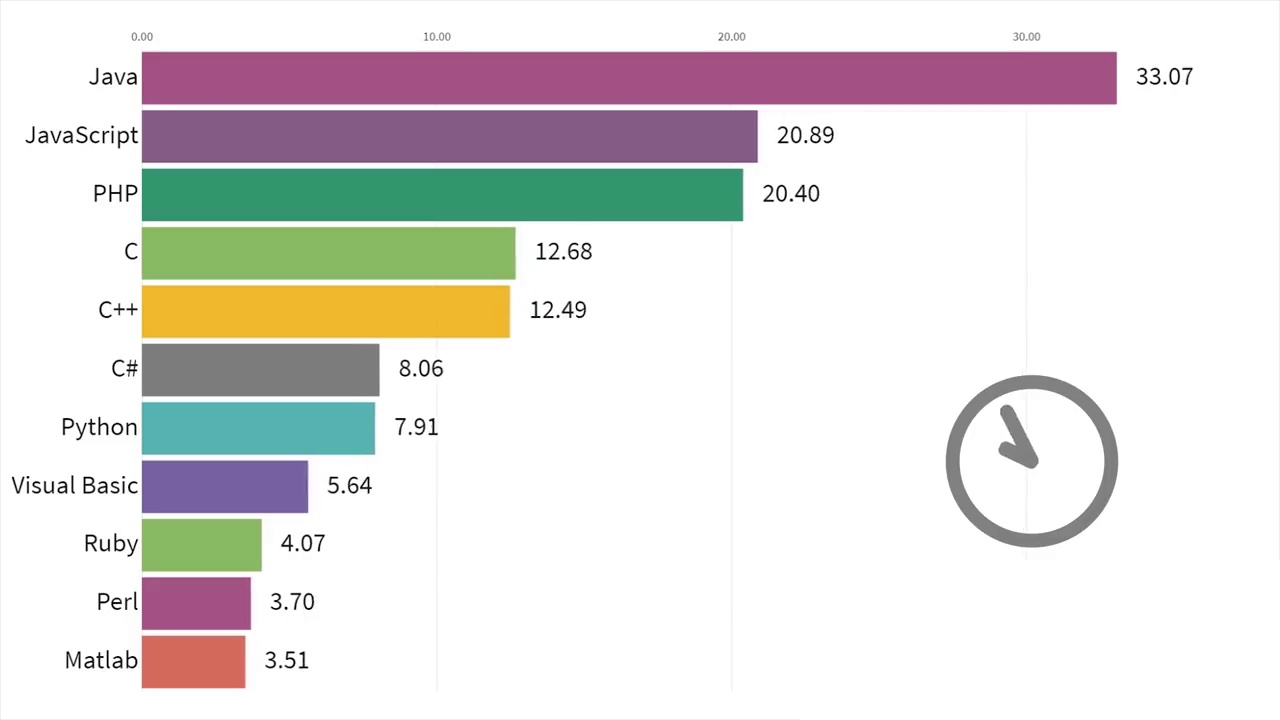 0.00 10.00 20.00 30.00
Java 33.07
JavaScript 20.89
PHP 20.40
C 12.68
C++ 12.49
C# 8.06
Python 7.91
Visual Basic 5.64
Ruby 4.07
Perl 3.70
Matlab 3.51